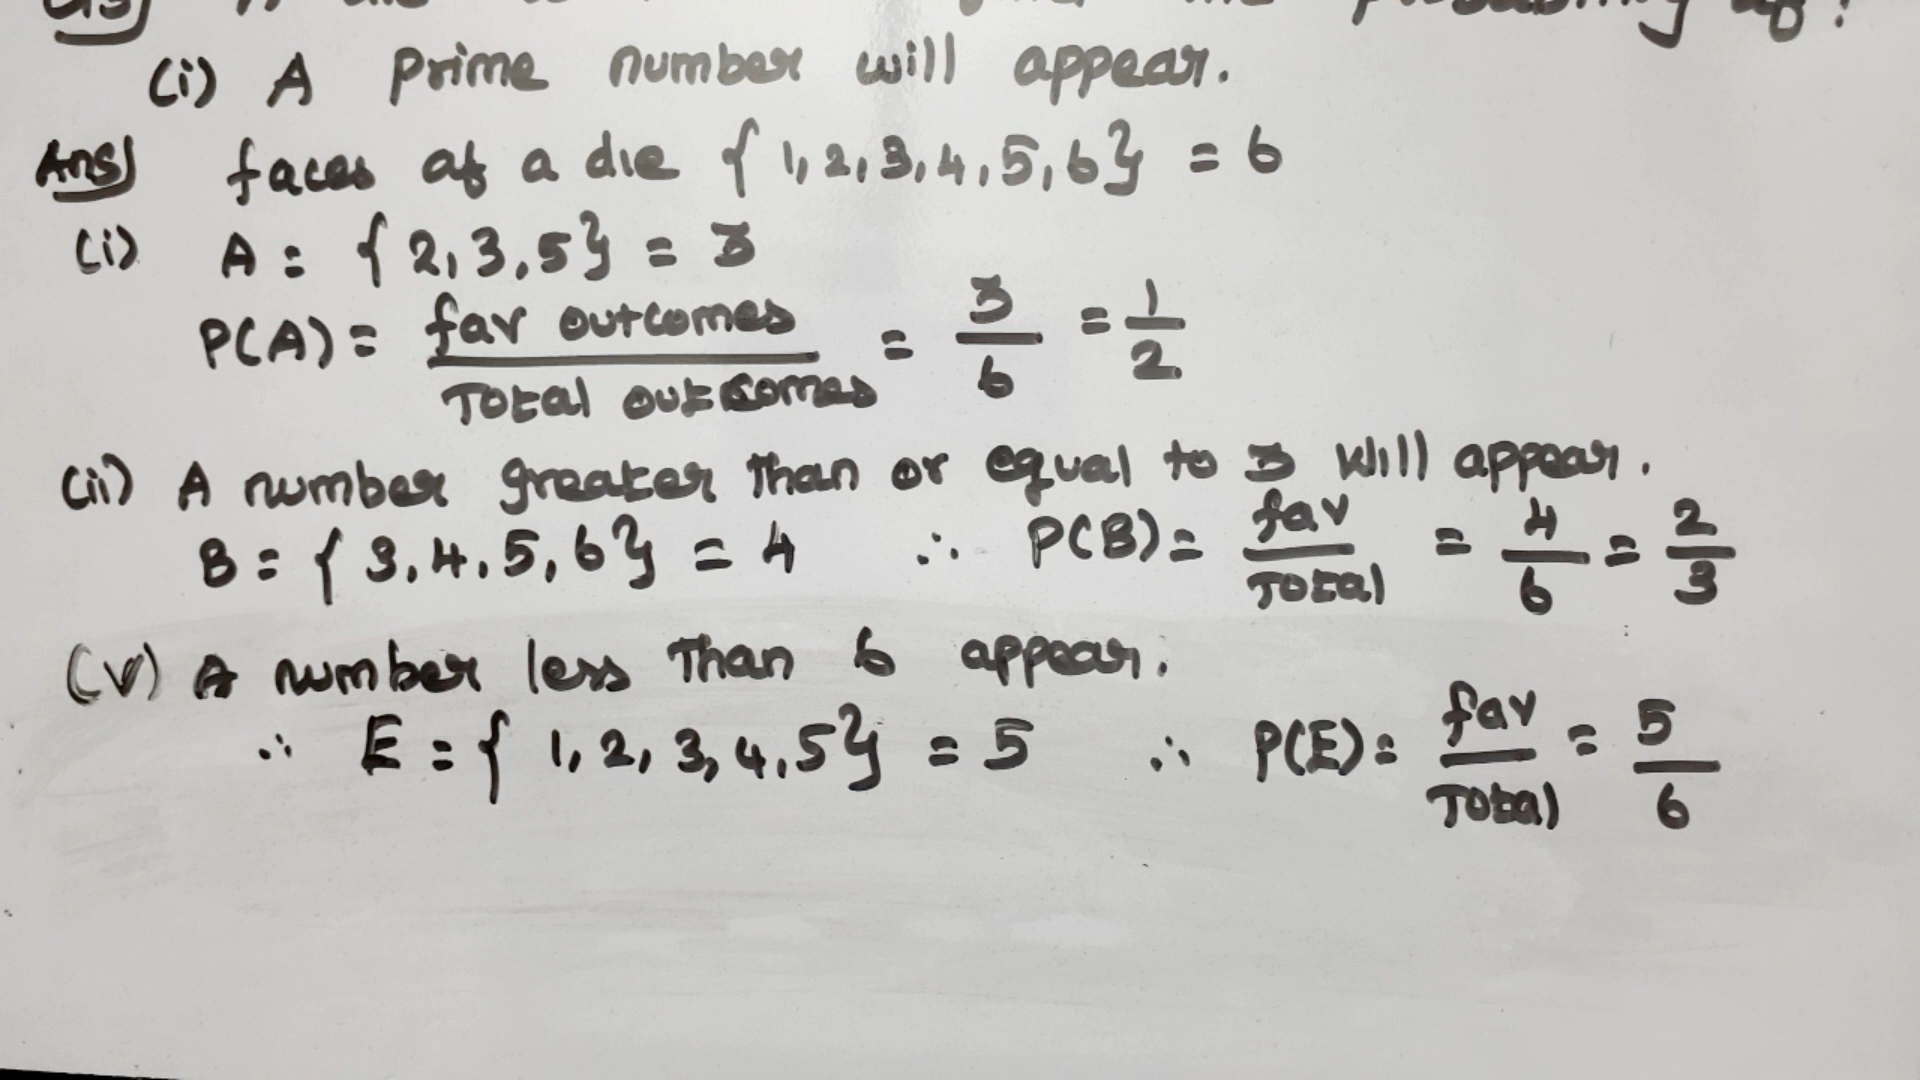 (i) A Prime number will appear.
Ans) faces of a die { 1, 2, 3, 4, 5, 6} = 6
(i) A = { 2, 3, 5} = 3
P(A) = fav outcomes / Total outcomes = 3/6 = 1/2
(ii) A number greater than or equal to 3 will appear.
B = { 3, 4, 5, 6} = 4 ∴ P(B) = fav/Total = 4/6 = 2/3
(v) A number less Than 6 appear.
∴ E = { 1, 2, 3, 4, 5} = 5 ∴ P(E) = fav/Total = 5/6